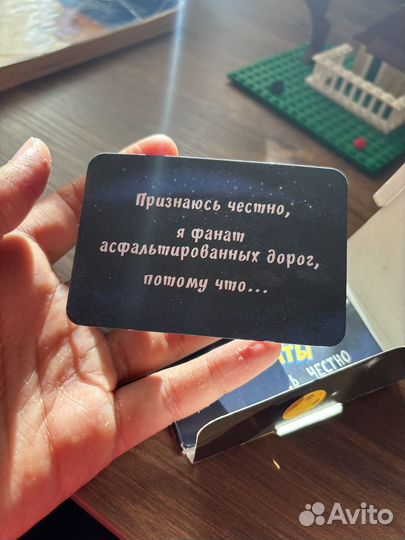 Признаюсь честно,
я фанат
асфальтированных дорог,
потому что...
ЧЕСТНО
Avito